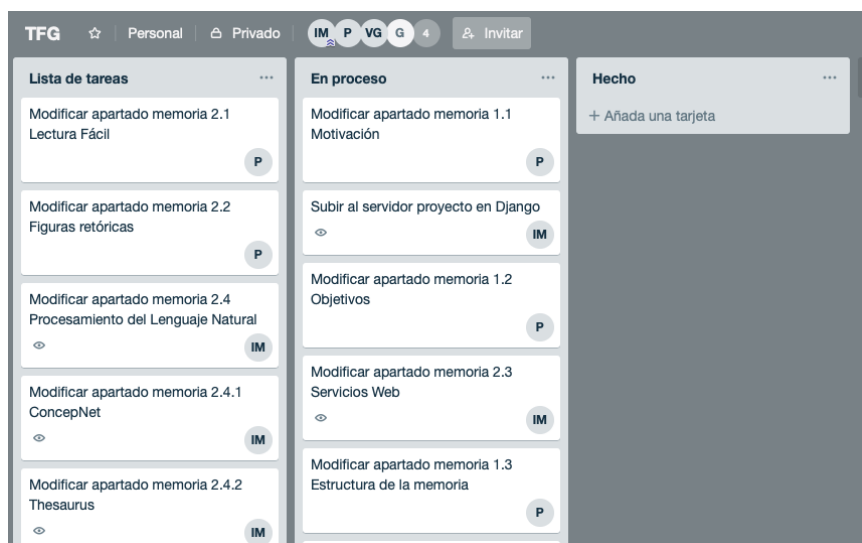 TFG
Personal
Privado
IM P VG G 4
Invitar
Lista de tareas
Modificar apartado memoria 2.1
Lectura Fácil
P
Modificar apartado memoria 2.2
Figuras retóricas
P
Modificar apartado memoria 2.4
Procesamiento del Lenguaje Natural
IM
Modificar apartado memoria 2.4.1
ConcepNet
IM
Modificar apartado memoria 2.4.2
Thesaurus
IM
En proceso
Modificar apartado memoria 1.1
Motivación
P
Subir al servidor proyecto en Django
IM
Modificar apartado memoria 1.2
Objetivos
P
Modificar apartado memoria 2.3
Servicios Web
IM
Modificar apartado memoria 1.3
Estructura de la memoria
P
Hecho
+ Añada una tarjeta